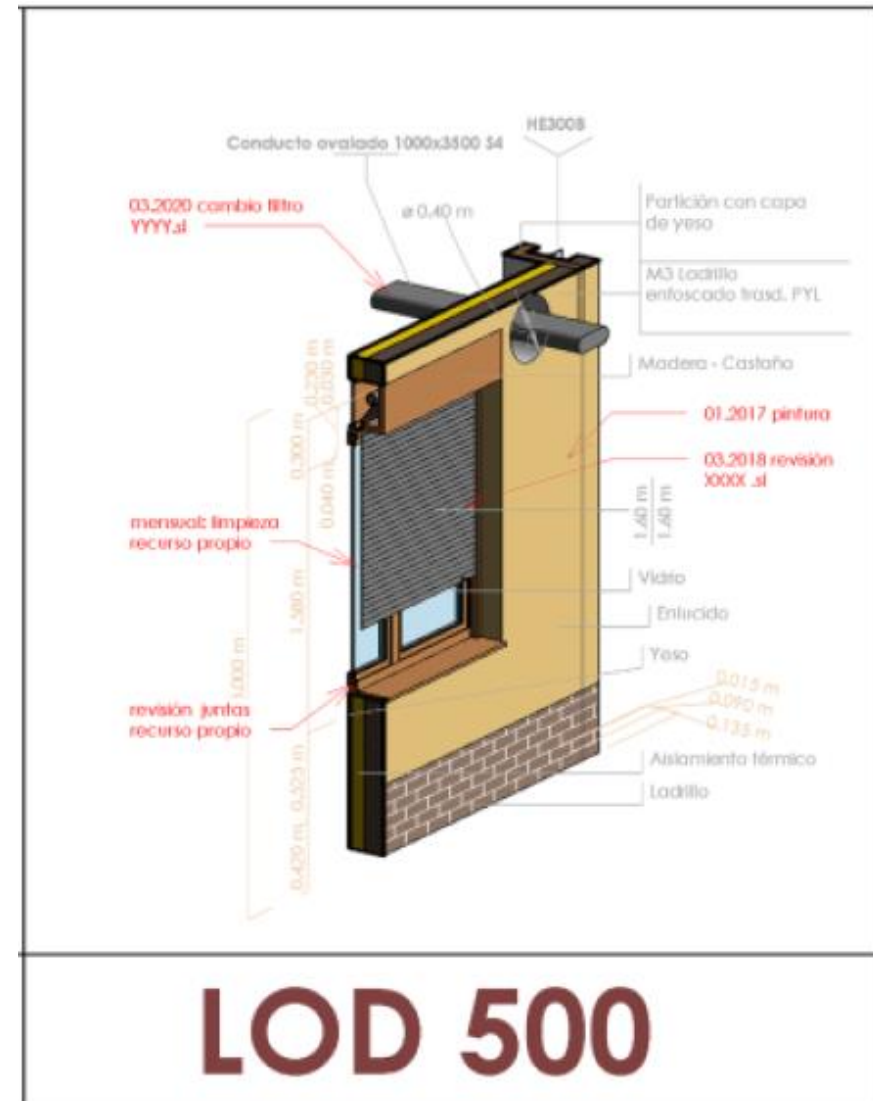 HE300B
Conducto ovalado 1000x3500 S4
03.2020 cambio filtro
YYYY.sl
ø 0,40 m
Partición con capa
de yeso
M3 Ladrillo
enfoscado trasd. PYL
Madera - Castaño
0.230 m
0.030 m
01.2017 pintura
03.2018 revisión
XXXX .sl
0.300 m
0.040 m
1.60 m
1.60 m
mensual: limpieza
recurso propio
Vidrio
1.580 m
Enlucido
Yeso
0.015 m
0.090 m
0.135 m
revisión juntas
recurso propio
Aislamiento térmico
Ladrillo
0.525 m
0.420 m
LOD 500